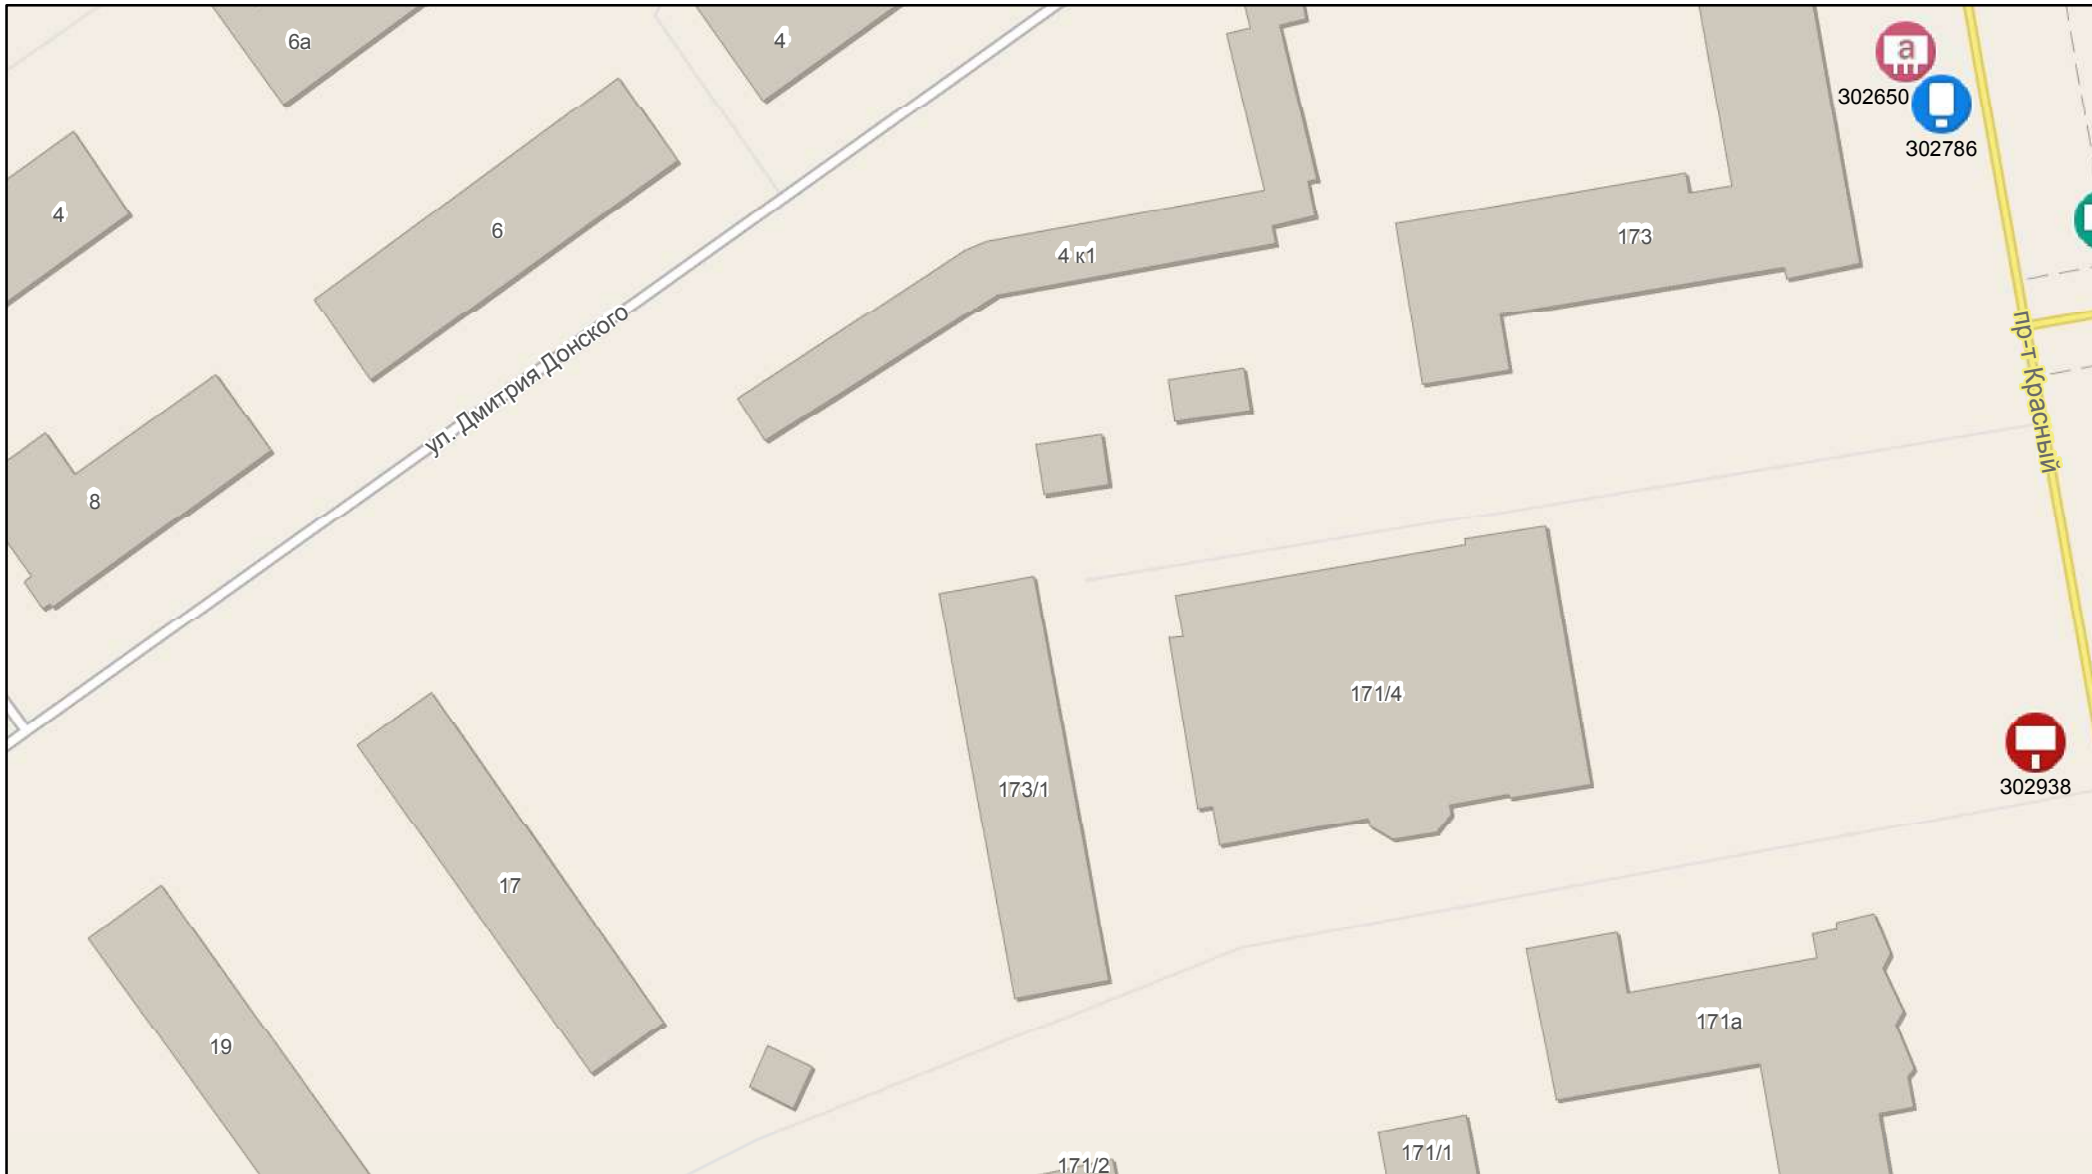 6а
4
а
302650
302786
4
6
4 к1
173
ул. Дмитрия Донского
пр-т Красный
8
171/4
302938
173/1
17
19
171а
171/1
171/2